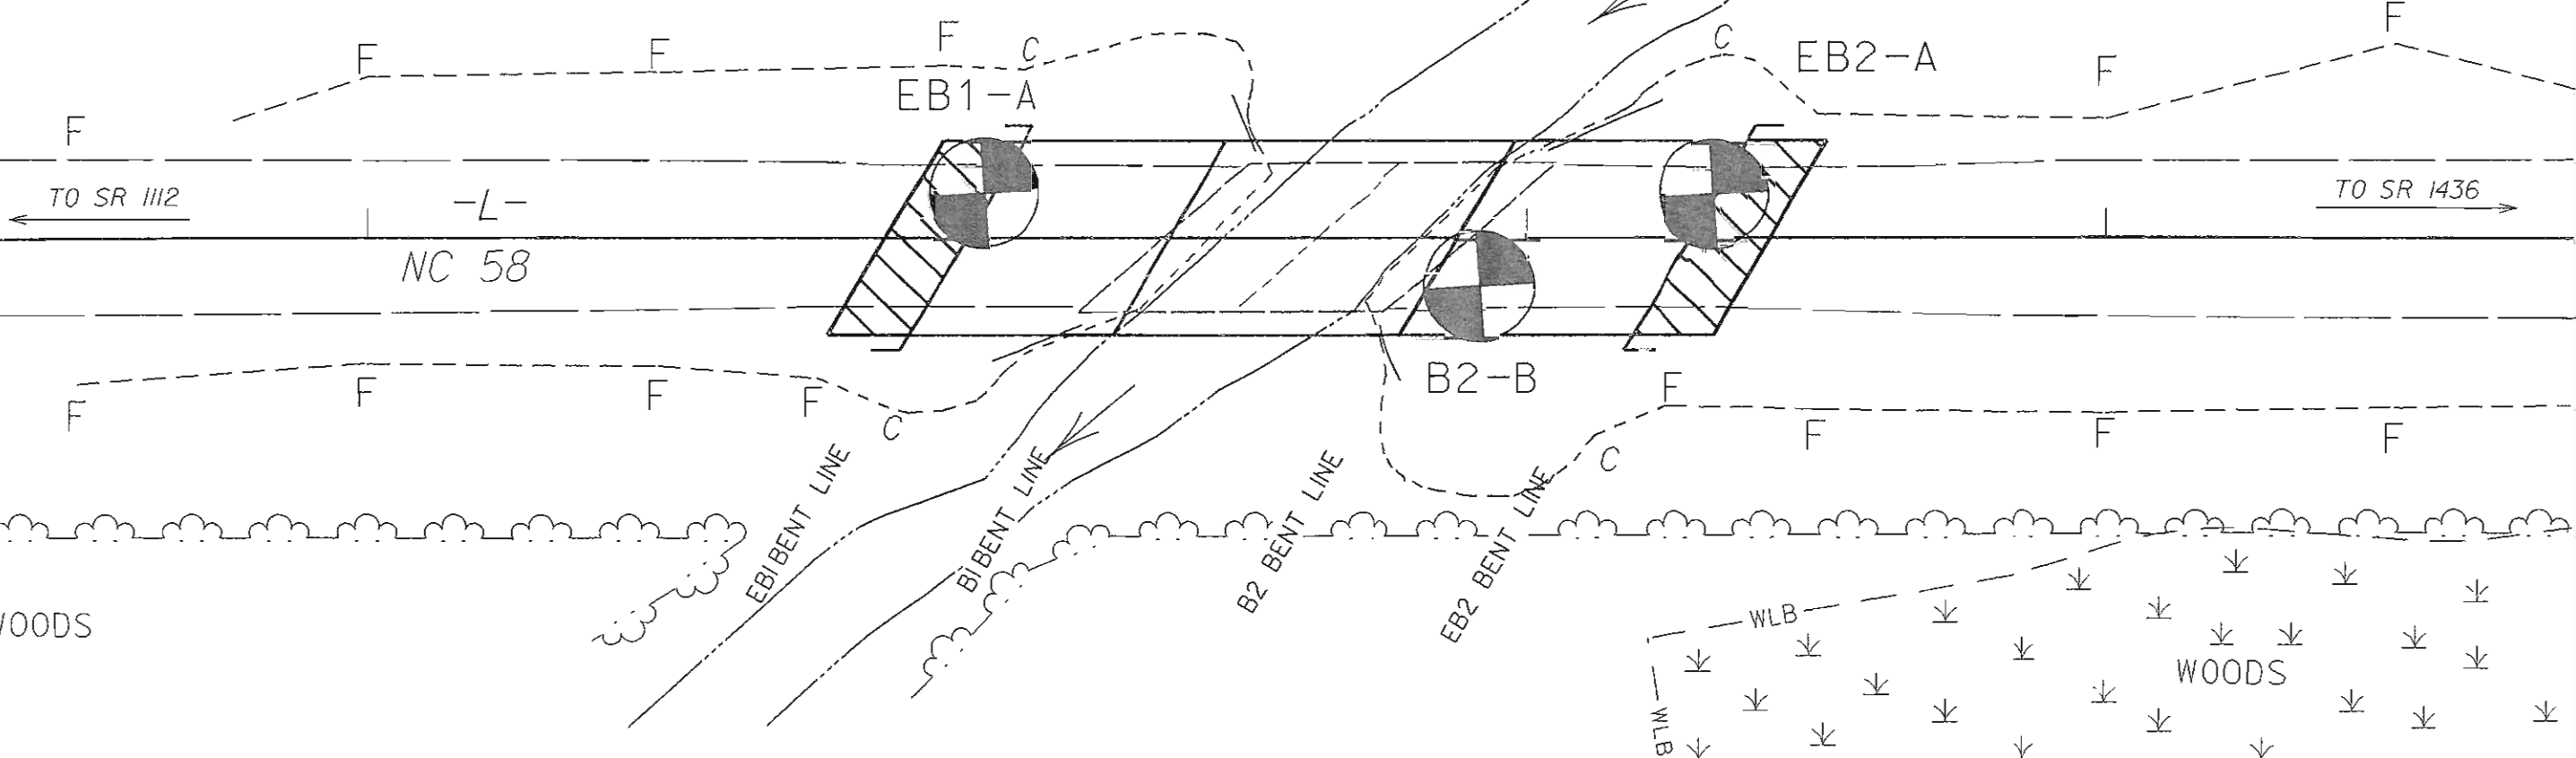 F
F
F
F
C
C
EB2-A
F
F
EB1-A
TO SR 1112
-L-
TO SR 1436
NC 58
F
F
F
F
C
B2-B
F
C
F
F
F
EB1 BENT LINE
B1 BENT LINE
B2 BENT LINE
EB2 BENT LINE
WLB
WLB
WOODS